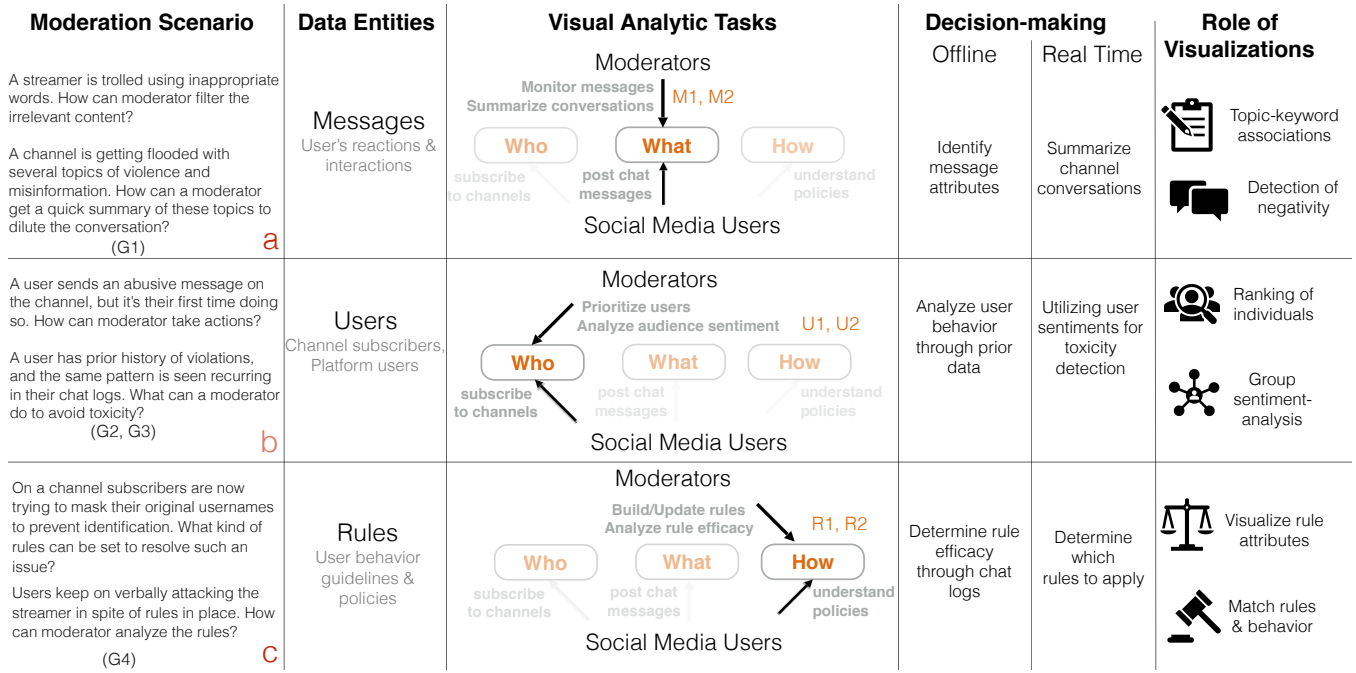 Moderation Scenario
Data Entities
Visual Analytic Tasks
Decision-making
Offline
Real Time
Role of
Visualizations
A streamer is trolled using inappropriate
words. How can moderator filter the
irrelevant content?
A channel is getting flooded with
several topics of violence and
misinformation. How can a moderator
get a quick summary of these topics to
dilute the conversation?
(G1)
a
Messages
User's reactions &
interactions
Moderators
Monitor messages
Summarize conversations
M1, M2
Who
What
How
subscribe
to channels
post chat
messages
understand
policies
Social Media Users
Identify
message
attributes
Summarize
channel
conversations
Topic-keyword
associations
Detection of
negativity
A user sends an abusive message on
the channel, but it's their first time doing
so. How can moderator take actions?
A user has prior history of violations,
and the same pattern is seen recurring
in their chat logs. What can a moderator
do to avoid toxicity?
(G2, G3)
b
Users
Channel subscribers,
Platform users
Moderators
Prioritize users
Analyze audience sentiment
U1, U2
Who
What
How
subscribe
to channels
post chat
messages
understand
policies
Social Media Users
Analyze user
behavior
through prior
data
Utilizing user
sentiments for
toxicity
detection
Ranking of
individuals
Group
sentiment-
analysis
On a channel subscribers are now
trying to mask their original usernames
to prevent identification. What kind of
rules can be set to resolve such an
issue?
Users keep on verbally attacking the
streamer in spite of rules in place. How
can moderator analyze the rules?
(G4)
c
Rules
User behavior
guidelines &
policies
Moderators
Build/Update rules
Analyze rule efficacy
R1, R2
Who
What
How
subscribe
to channels
post chat
messages
understand
policies
Social Media Users
Determine rule
efficacy
through chat
logs
Determine
which
rules to apply
Visualize rule
attributes
Match rules
& behavior